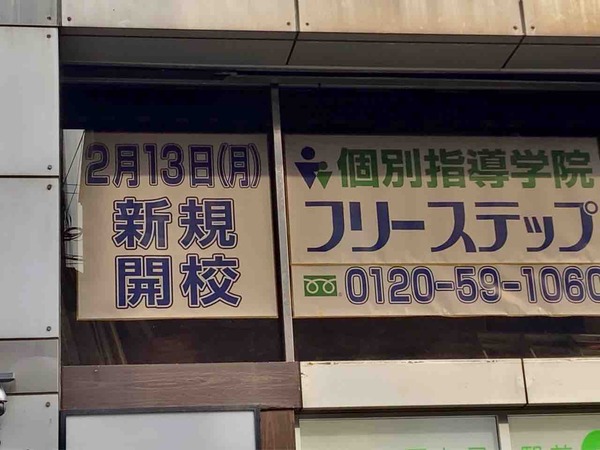 2月13日(月)
新規
開校
個別指導学院
フリーステップ
0120-59-1060